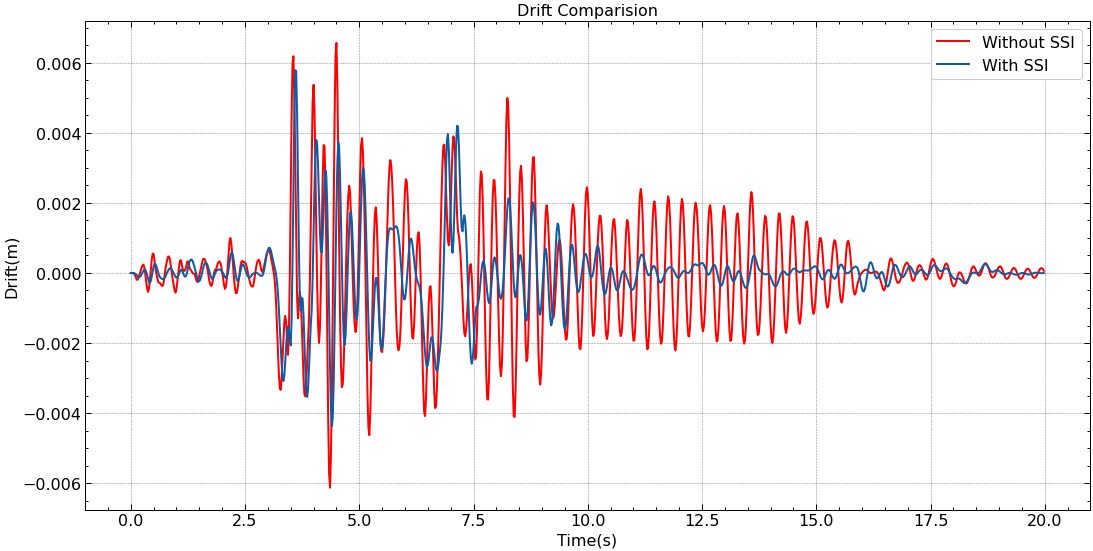 Drift Comparision
Without SSI
With SSI
Drift(m)
0.006
0.004
0.002
0.000
−0.002
−0.004
−0.006
0.0 2.5 5.0 7.5 10.0 12.5 15.0 17.5 20.0
Time(s)